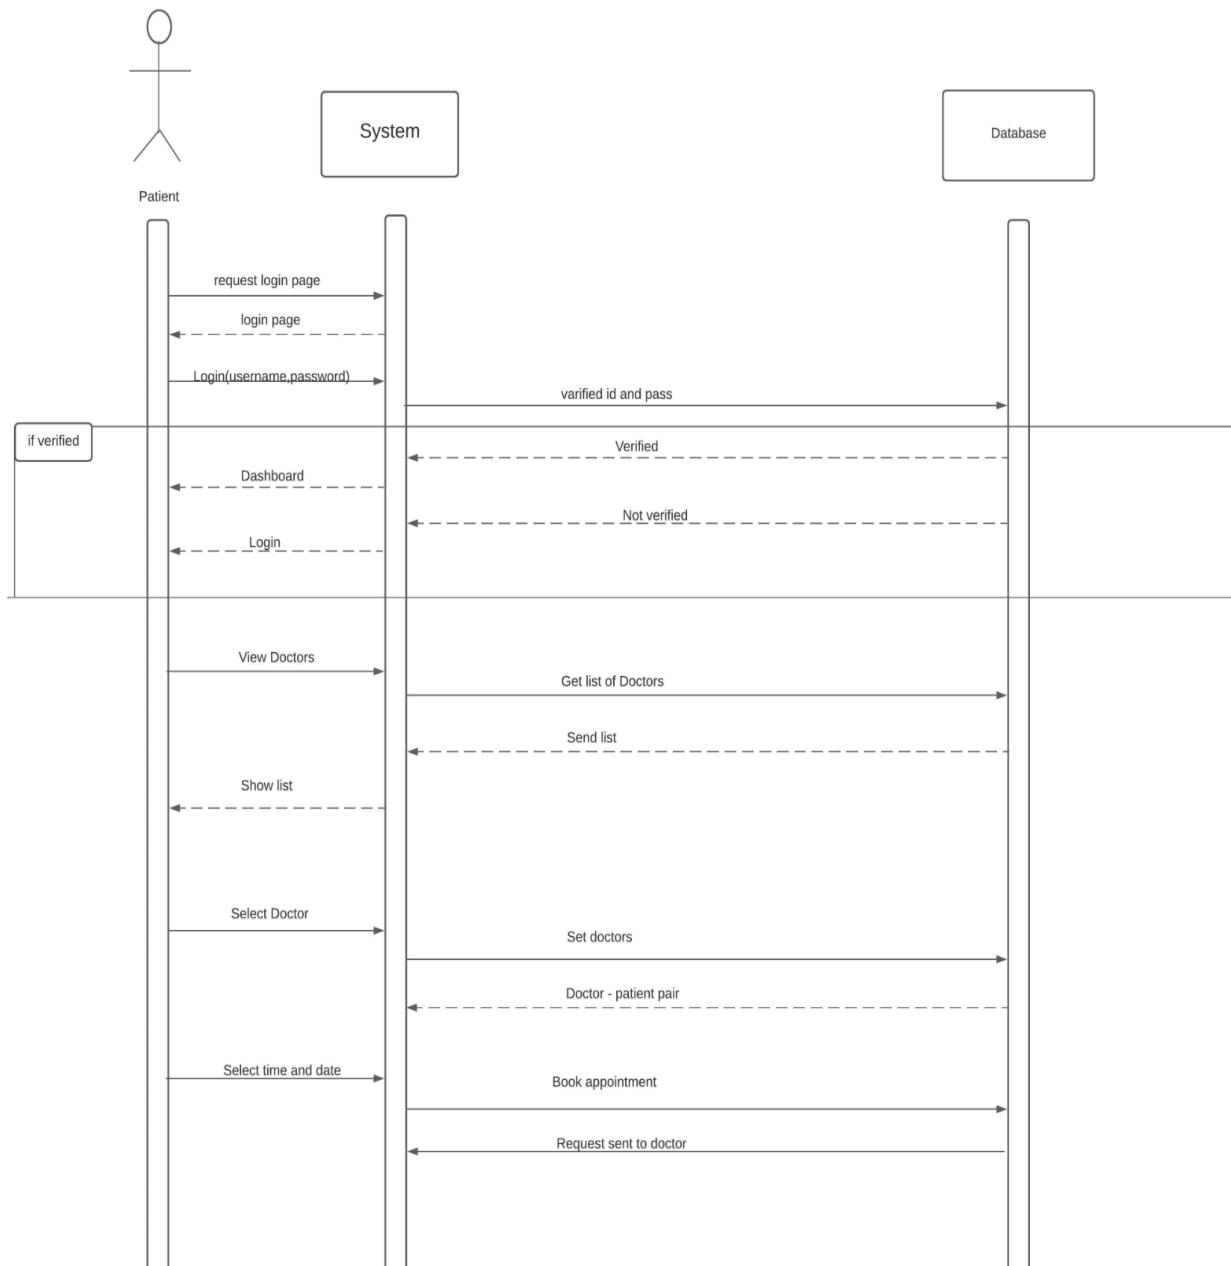 System
Database
Patient
request login page
login page
Login(username,password)
varified id and pass
if verified
Verified
Dashboard
Not verified
Login
View Doctors
Get list of Doctors
Send list
Show list
Select Doctor
Set doctors
Doctor - patient pair
Select time and date
Book appointment
Request sent to doctor